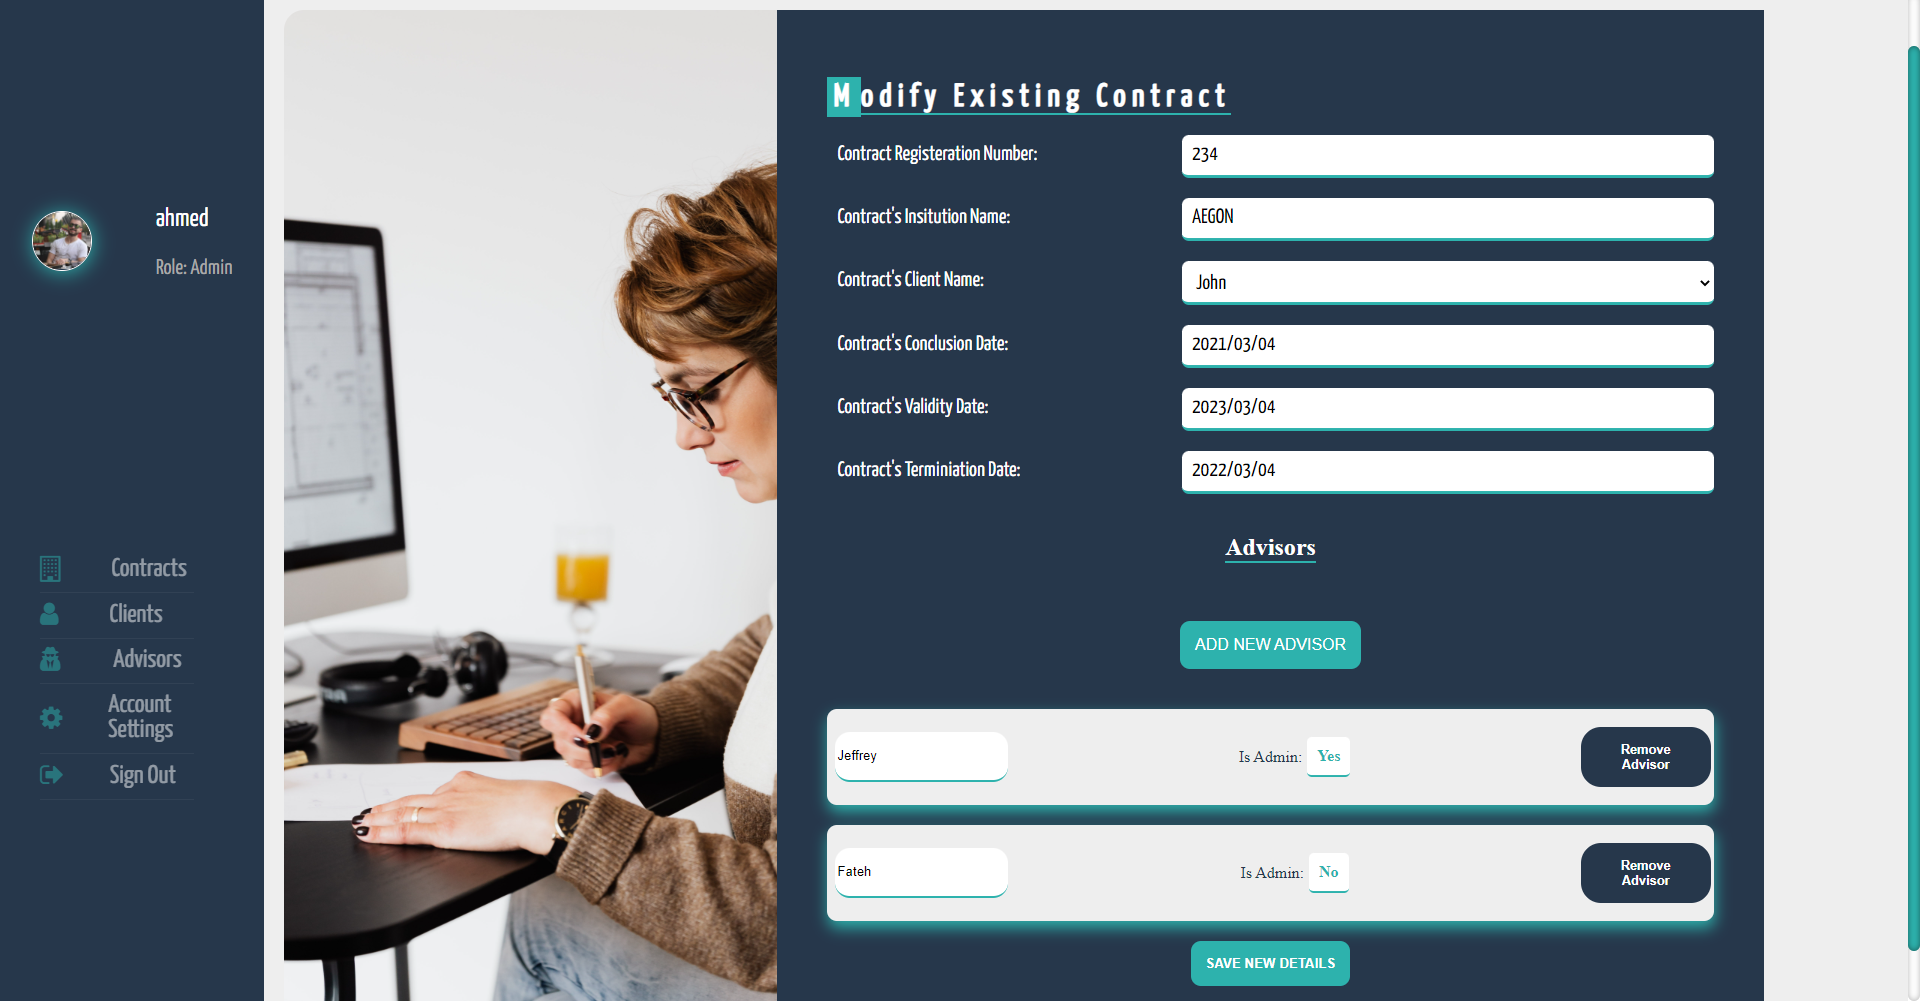 ahmed
Role: Admin
Contracts
Clients
Advisors
Account
Settings
Sign Out
Modify Existing Contract
Contract Registeration Number:
234
Contract's Insitution Name:
AEGON
Contract's Client Name:
John
Contract's Conclusion Date:
2021/03/04
Contract's Validity Date:
2023/03/04
Contract's Terminiation Date:
2022/03/04
Advisors
ADD NEW ADVISOR
Jeffrey
Is Admin: Yes
Remove
Advisor
Fateh
Is Admin: No
Remove
Advisor
SAVE NEW DETAILS